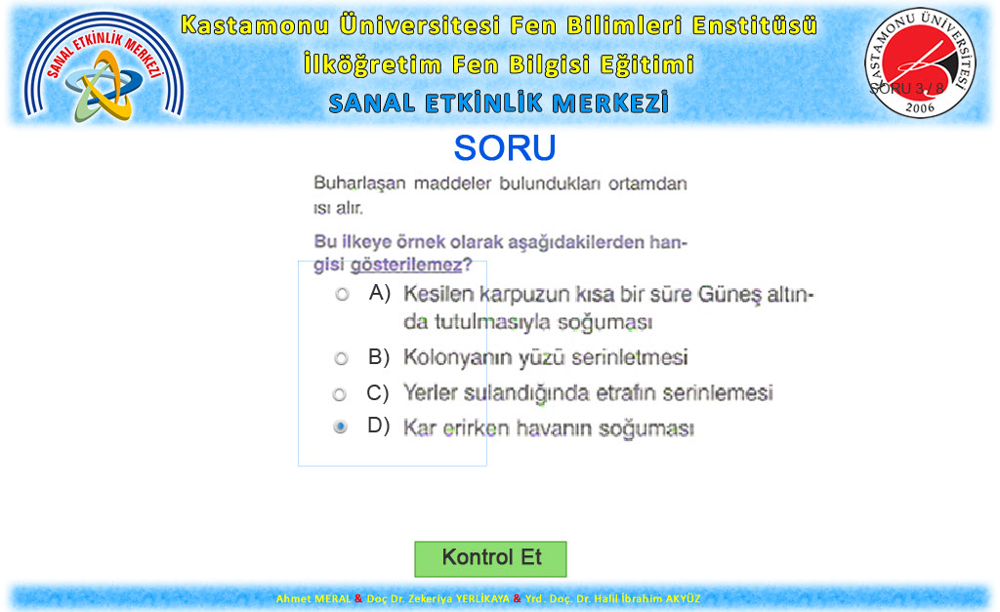 Kastamonu Üniversitesi Fen Bilimleri Enstitüsü
İlköğretim Fen Bilgisi Eğitimi
SANAL ETKİNLİK MERKEZİ
SANAL ETKİNLİK MERKEZİ
KASTAMONU ÜNİVERSİTESİ
SORU 3 / 8
2006
SORU
Buharlaşan maddeler bulundukları ortamdan
ısı alır.
Bu ilkeye örnek olarak aşağıdakilerden han-
gisi gösterilemez?
A) Kesilen karpuzun kısa bir süre Güneş altın-
da tutulmasıyla soğuması
B) Kolonyanın yüzü serinletmesi
C) Yerler sulandığında etrafın serinlemesi
D) Kar erirken havanın soğuması
Kontrol Et
Ahmet MERAL & Doç Dr. Zekeriya YERLİKAYA & Yrd. Doç. Dr. Halil İbrahim AKYÜZ